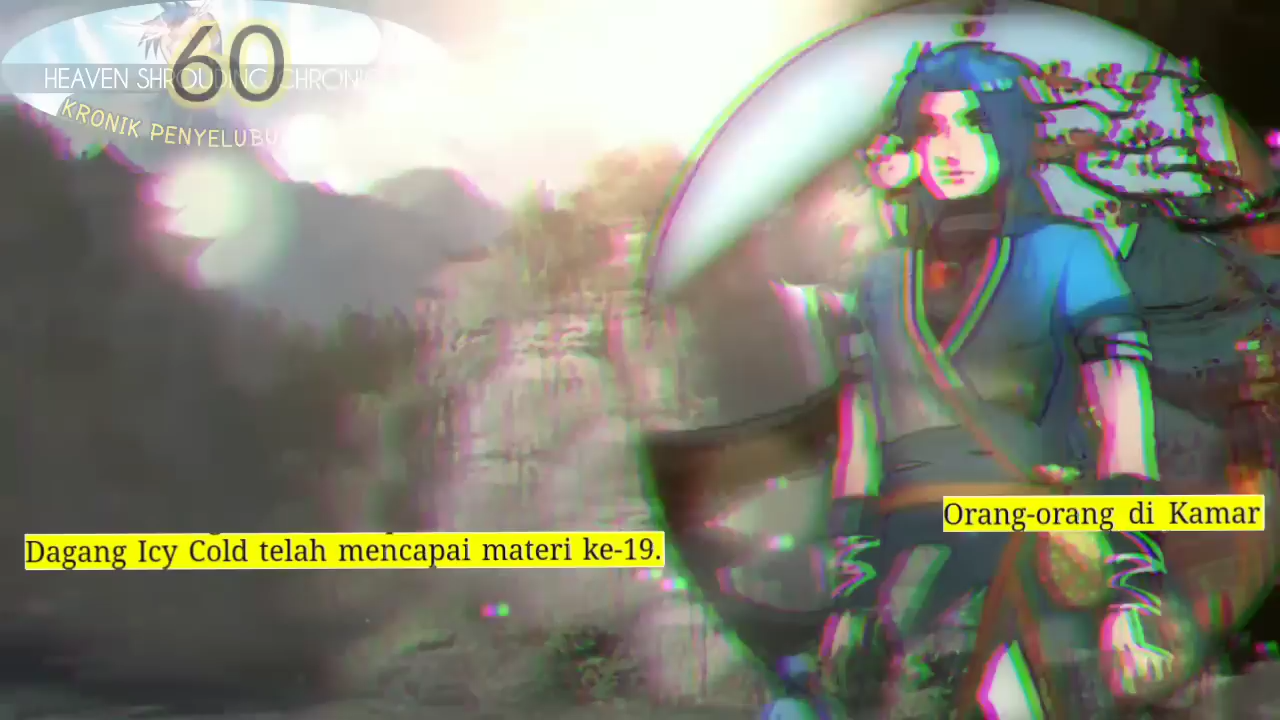 60
HEAVEN SHROUDING CHRONI
KRONIK PENYELUBU
Orang-orang di Kamar
Dagang Icy Cold telah mencapai materi ke-19.